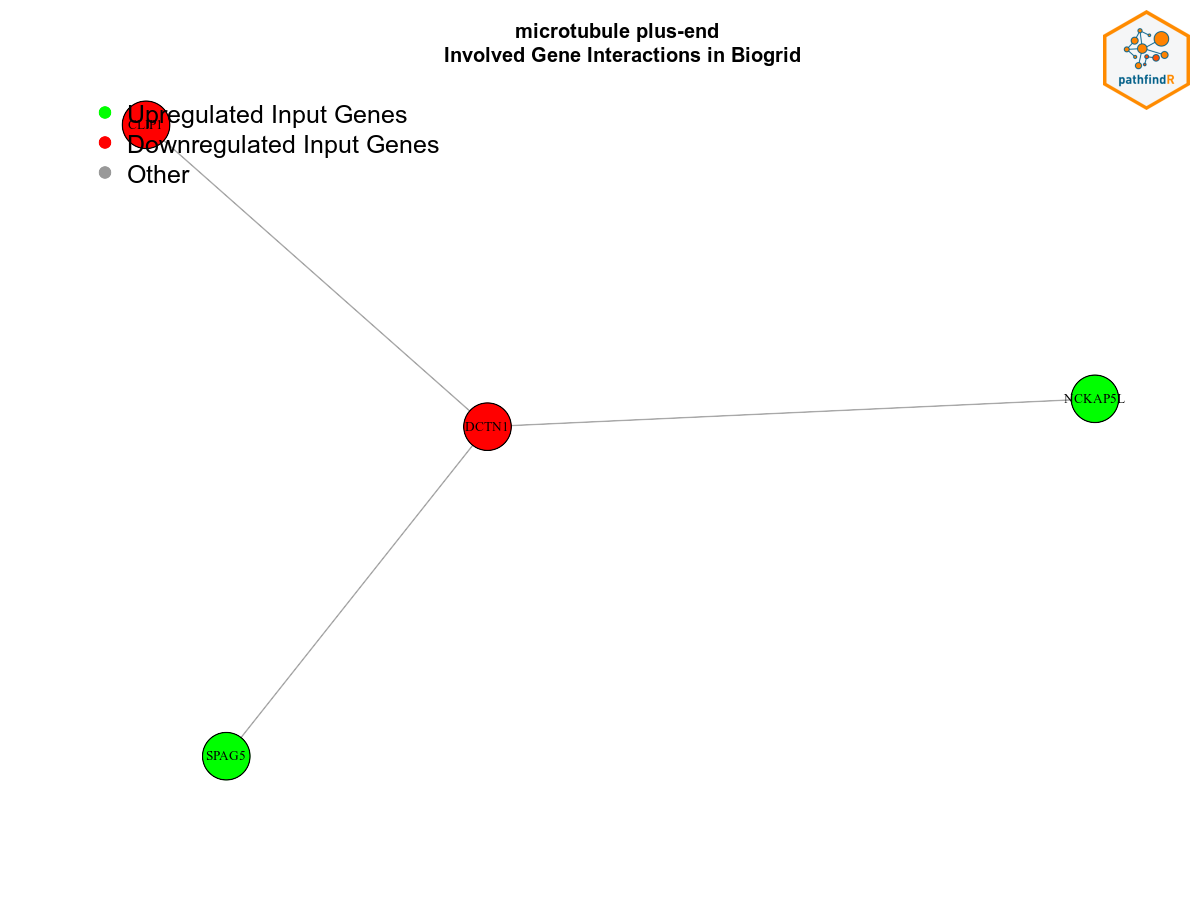 microtubule plus-end
Involved Gene Interactions in Biogrid
pathfindR
Upregulated Input Genes
CLIP1
Downregulated Input Genes
Other
NCKAP5L
DCTN1
SPAG5